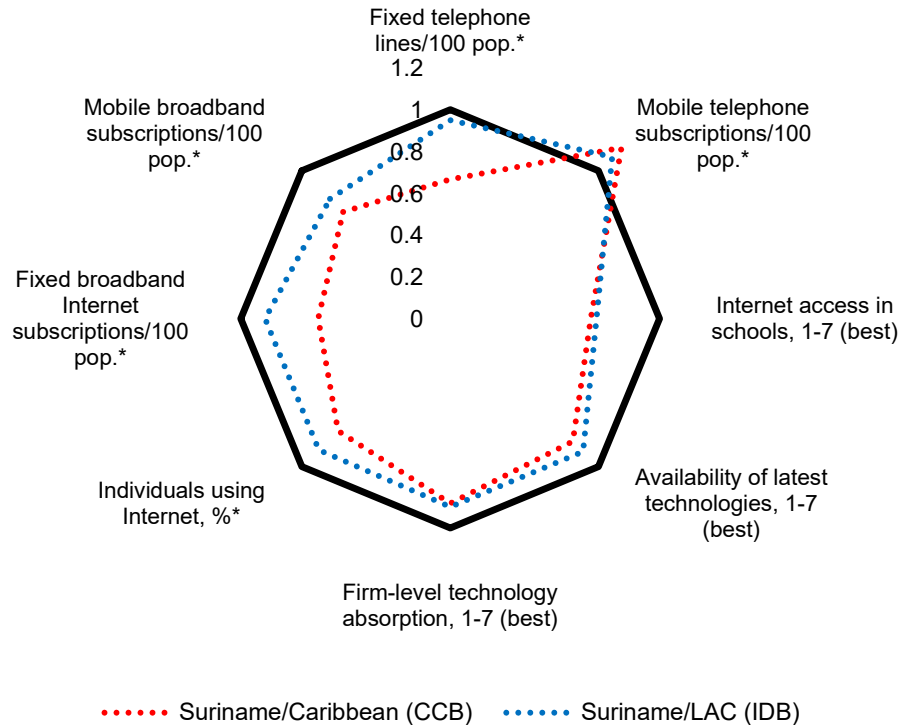 Fixed telephone
lines/100 pop.*
1.2
1
0.8
0.6
0.4
0.2
0
Mobile telephone
subscriptions/100
pop.*
Internet access in
schools, 1-7 (best)
Availability of latest
technologies, 1-7
(best)
Firm-level technology
absorption, 1-7 (best)
Individuals using
Internet, %*
Fixed broadband
Internet
subscriptions/100
pop.*
Mobile broadband
subscriptions/100
pop.*
Suriname/Caribbean (CCB)
Suriname/LAC (IDB)